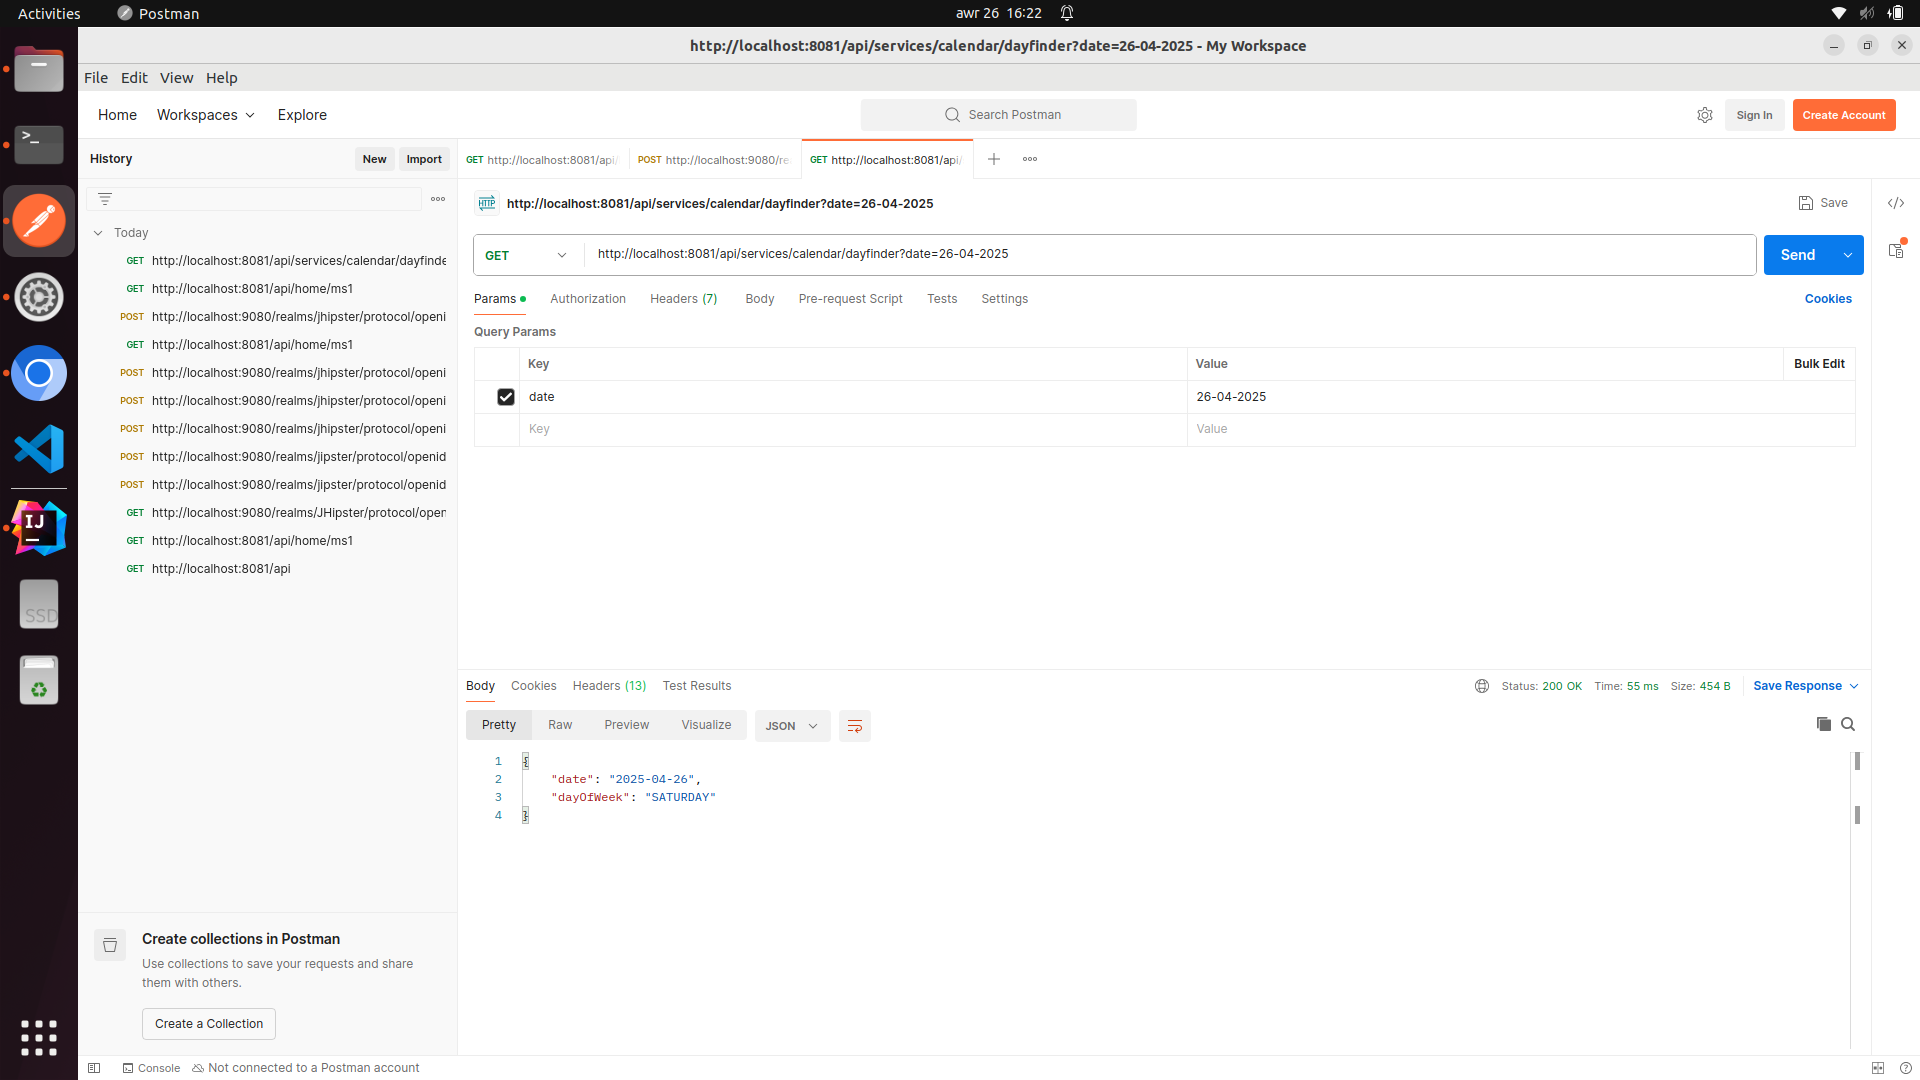 Activities
Postman
awr 26 16:22
http://localhost:8081/api/services/calendar/dayfinder?date=26-04-2025 - My Workspace
File Edit View Help
Home Workspaces Explore
Search Postman
Sign In
Create Account
History
New
Import
GET http://localhost:8081/api/
POST http://localhost:9080/re
GET http://localhost:8081/api/
http://localhost:8081/api/services/calendar/dayfinder?date=26-04-2025
Save
Today
GET http://localhost:8081/api/services/calendar/dayfinde
GET http://localhost:8081/api/home/ms1
POST http://localhost:9080/realms/jhipster/protocol/openi
GET http://localhost:8081/api/home/ms1
POST http://localhost:9080/realms/jhipster/protocol/openi
POST http://localhost:9080/realms/jhipster/protocol/openi
POST http://localhost:9080/realms/jhipster/protocol/openi
POST http://localhost:9080/realms/jipster/protocol/openid
POST http://localhost:9080/realms/jipster/protocol/openid
GET http://localhost:9080/realms/JHipster/protocol/open
GET http://localhost:8081/api/home/ms1
GET http://localhost:8081/api
HTTP
GET
http://localhost:8081/api/services/calendar/dayfinder?date=26-04-2025
Send
Params Authorization Headers (7) Body Pre-request Script Tests Settings
Cookies
Query Params
Key Value Bulk Edit
date 26-04-2025
Key Value
Body Cookies Headers (13) Test Results
Status: 200 OK Time: 55 ms Size: 454 B
Save Response
Pretty Raw Preview Visualize
JSON
1 {
2 "date": "2025-04-26",
3 "dayOfWeek": "SATURDAY"
4 }
Create collections in Postman
Use collections to save your requests and share
them with others.
Create a Collection
Console
Not connected to a Postman account
>_
IJ
SSD